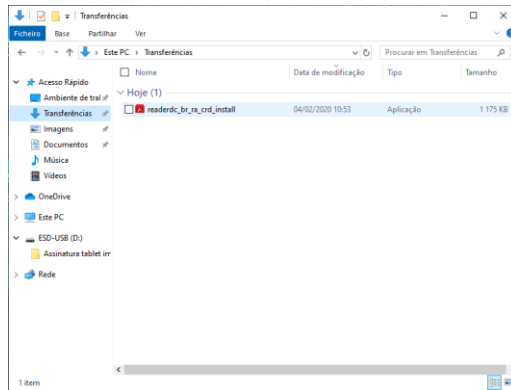 Transferências
Ficheiro Base Partilhar Ver
Este PC > Transferências
Procurar em Transferências
Nome Data de modificação Tipo Tamanho
Acesso Rápido
Hoje (1)
Ambiente de tral
readerdc_br_ra_crd_install 04/02/2020 10:53 Aplicação 1 175 KB
Transferências
Imagens
Documentos
Música
Vídeos
OneDrive
Este PC
ESD-USB (D:)
Assinatura tablet irr
Rede
1 item